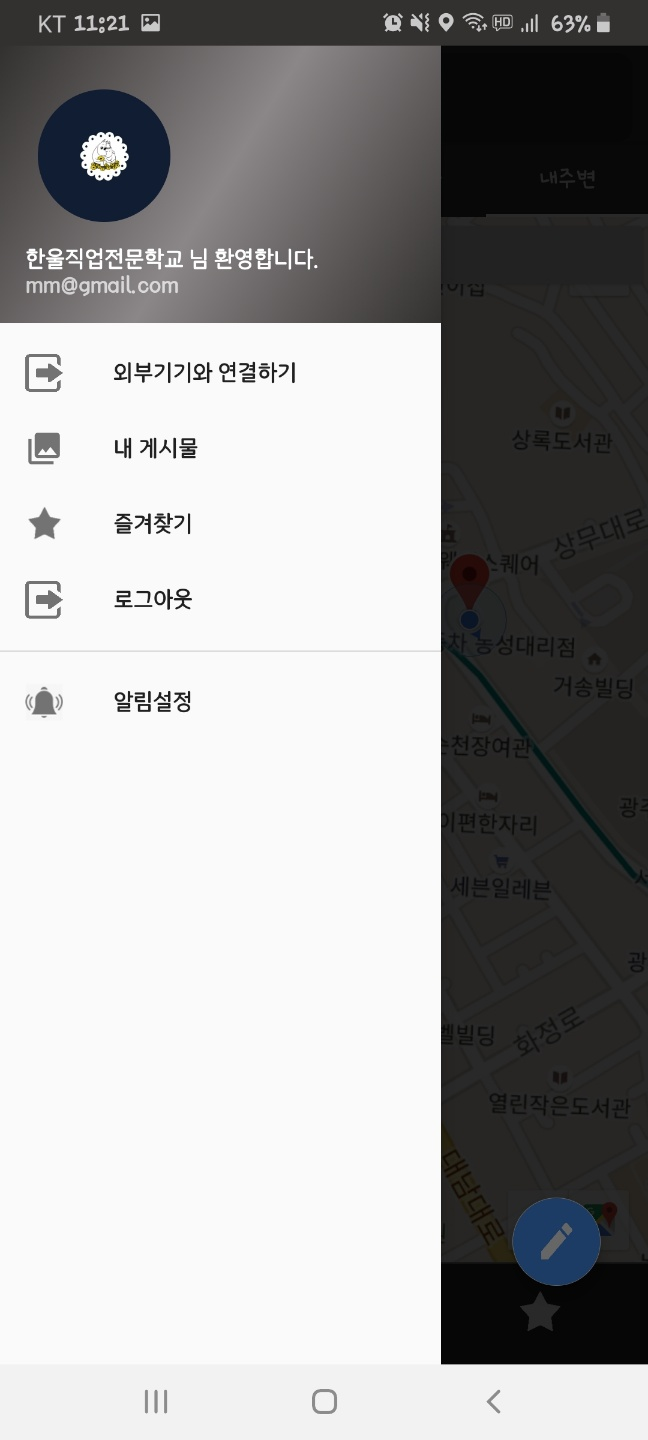 KT 11:21
HD 63%
내주변
한울직업전문학교 님 환영합니다.
mm@gmail.com
외부기기와 연결하기
내 게시물
즐겨찾기
로그아웃
알림설정
상록도서관
상무대로
스퀘어
농성대리점
거송빌딩
순천장여관
이편한자리
세븐일레븐
화정로
열린작은도서관
대남대로